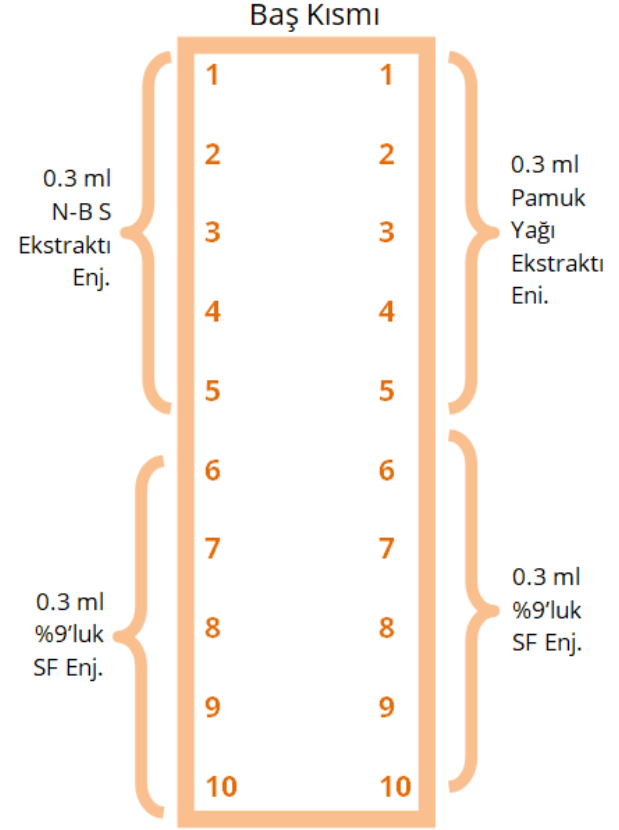 Baş Kısmı
0.3 ml
N-B S
Ekstraktı
Enj.
0.3 ml
%9'luk
SF Enj.
1 1
2 2
3 3
4 4
5 5
6 6
7 7
8 8
9 9
10 10
0.3 ml
Pamuk
Yağı
Ekstraktı
Eni.
0.3 ml
%9'luk
SF Enj.